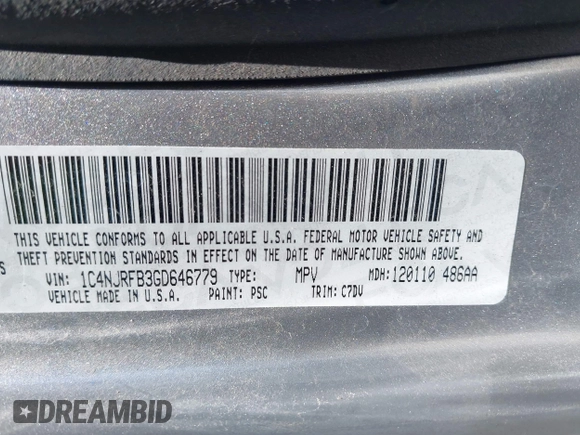 THIS VEHICLE CONFORMS TO ALL APPLICABLE U.S.A. FEDERAL MOTOR VEHICLE SAFETY AND
THEFT PREVENTION STANDARDS IN EFFECT ON THE DATE OF MANUFACTURE SHOWN ABOVE.
VIN: 1C4NJRFB3GD646779 TYPE: MPV MDH:120110 486AA
VEHICLE MADE IN U.S.A. PAINT: PSC TRIM: C7DV
DREAMBID